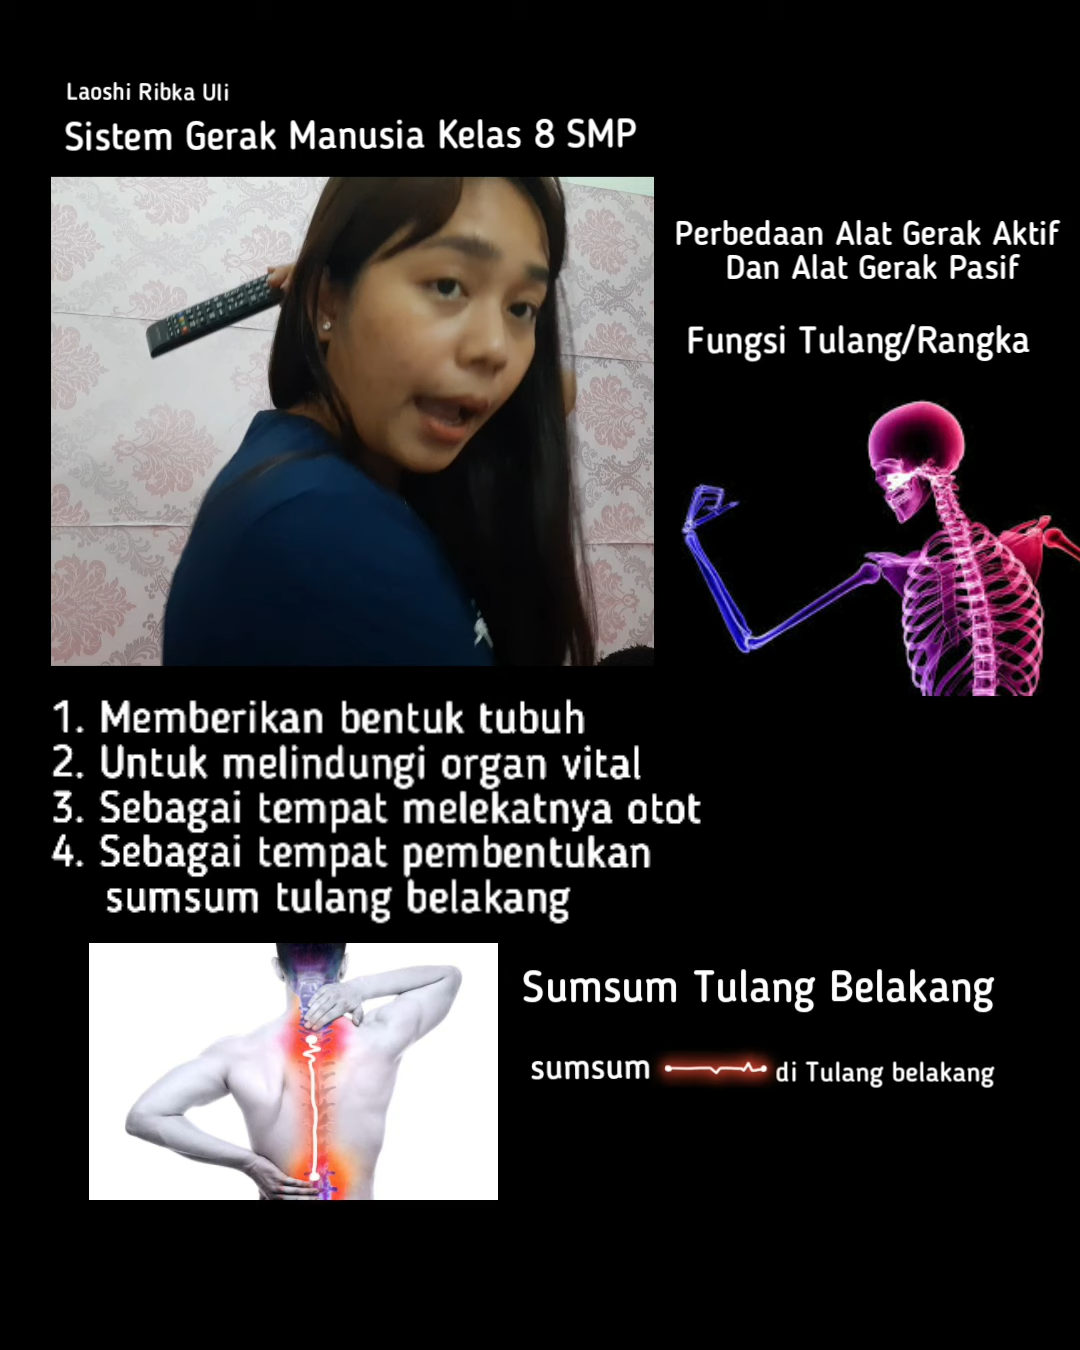 Laoshi Ribka Uli
Sistem Gerak Manusia Kelas 8 SMP
Perbedaan Alat Gerak Aktif
Dan Alat Gerak Pasif
Fungsi Tulang/Rangka
1. Memberikan bentuk tubuh
2. Untuk melindungi organ vital
3. Sebagai tempat melekatnya otot
4. Sebagai tempat pembentukan
sumsum tulang belakang
Sumsum Tulang Belakang
sumsum di Tulang belakang